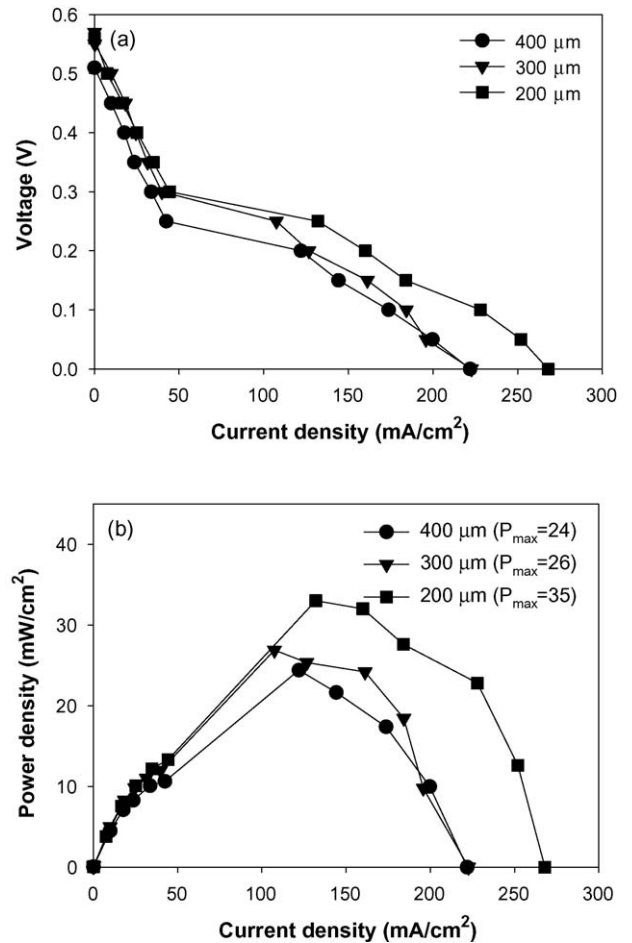 (a)
400 μm
300 μm
200 μm
Voltage (V)
0.6
0.5
0.4
0.3
0.2
0.1
0.0
0 50 100 150 200 250 300
Current density (mA/cm²)
(b)
400 μm (Pmax=24)
300 μm (Pmax=26)
200 μm (Pmax=35)
Power density (mW/cm²)
40
30
20
10
0
0 50 100 150 200 250 300
Current density (mA/cm²)